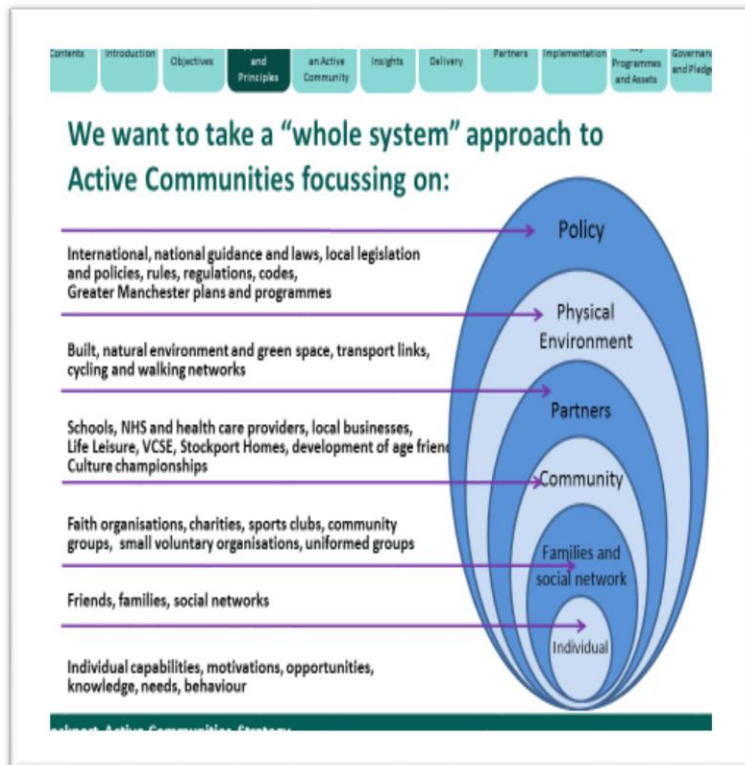 Contents
Introduction
Objectives
and
Principles
an Active
Community
Insights
Delivery
Partners
Implementation
Programmes
and Assets
Governance
and Pledge
We want to take a “whole system” approach to
Active Communities focussing on:
Policy
International, national guidance and laws, local legislation
and policies, rules, regulations, codes,
Greater Manchester plans and programmes
Physical
Environment
Built, natural environment and green space, transport links,
cycling and walking networks
Partners
Schools, NHS and health care providers, local businesses,
Life Leisure, VCSE, Stockport Homes, development of age frien
Culture championships
Community
Faith organisations, charities, sports clubs, community
groups, small voluntary organisations, uniformed groups
Families and
social network
Friends, families, social networks
Individual
Individual capabilities, motivations, opportunities,
knowledge, needs, behaviour
Active Communities Strategy